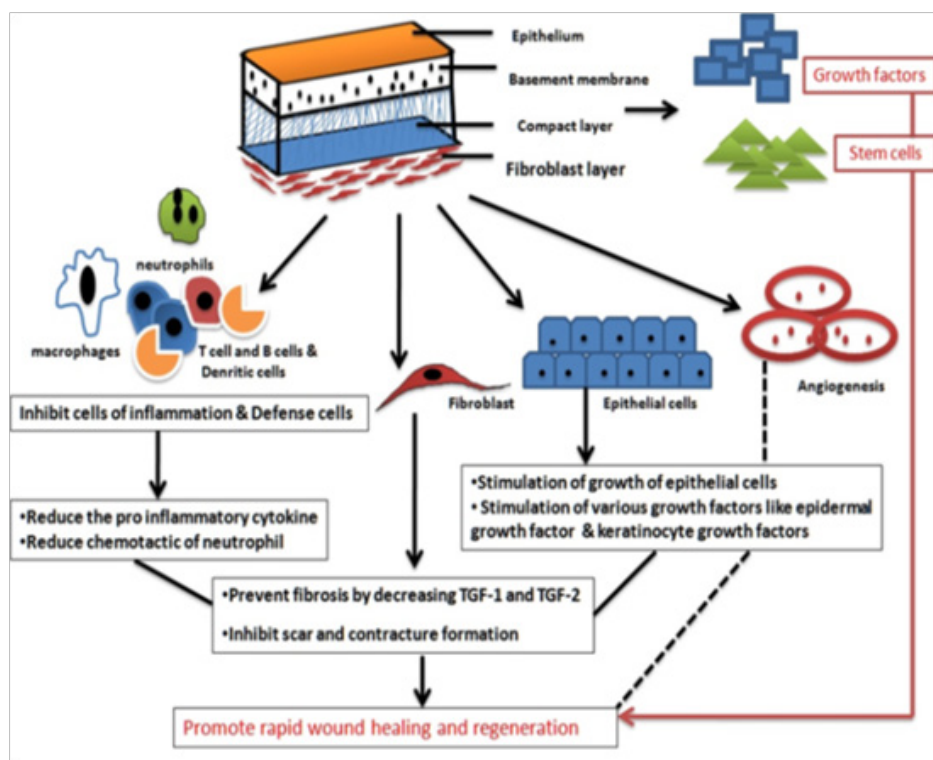 Epithelium
Basement membrane
Compact layer
Fibroblast layer
Growth factors
Stem cells
neutrophils
macrophages
T cell and B cells &
Denritic cells
Fibroblast
Epithelial cells
Angiogenesis
Inhibit cells of inflammation & Defense cells
•Reduce the pro inflammatory cytokine
•Reduce chemotactic of neutrophil
•Stimulation of growth of epithelial cells
• Stimulation of various growth factors like epidermal
growth factor & keratinocyte growth factors
•Prevent fibrosis by decreasing TGF-1 and TGF-2
•Inhibit scar and contracture formation
Promote rapid wound healing and regeneration